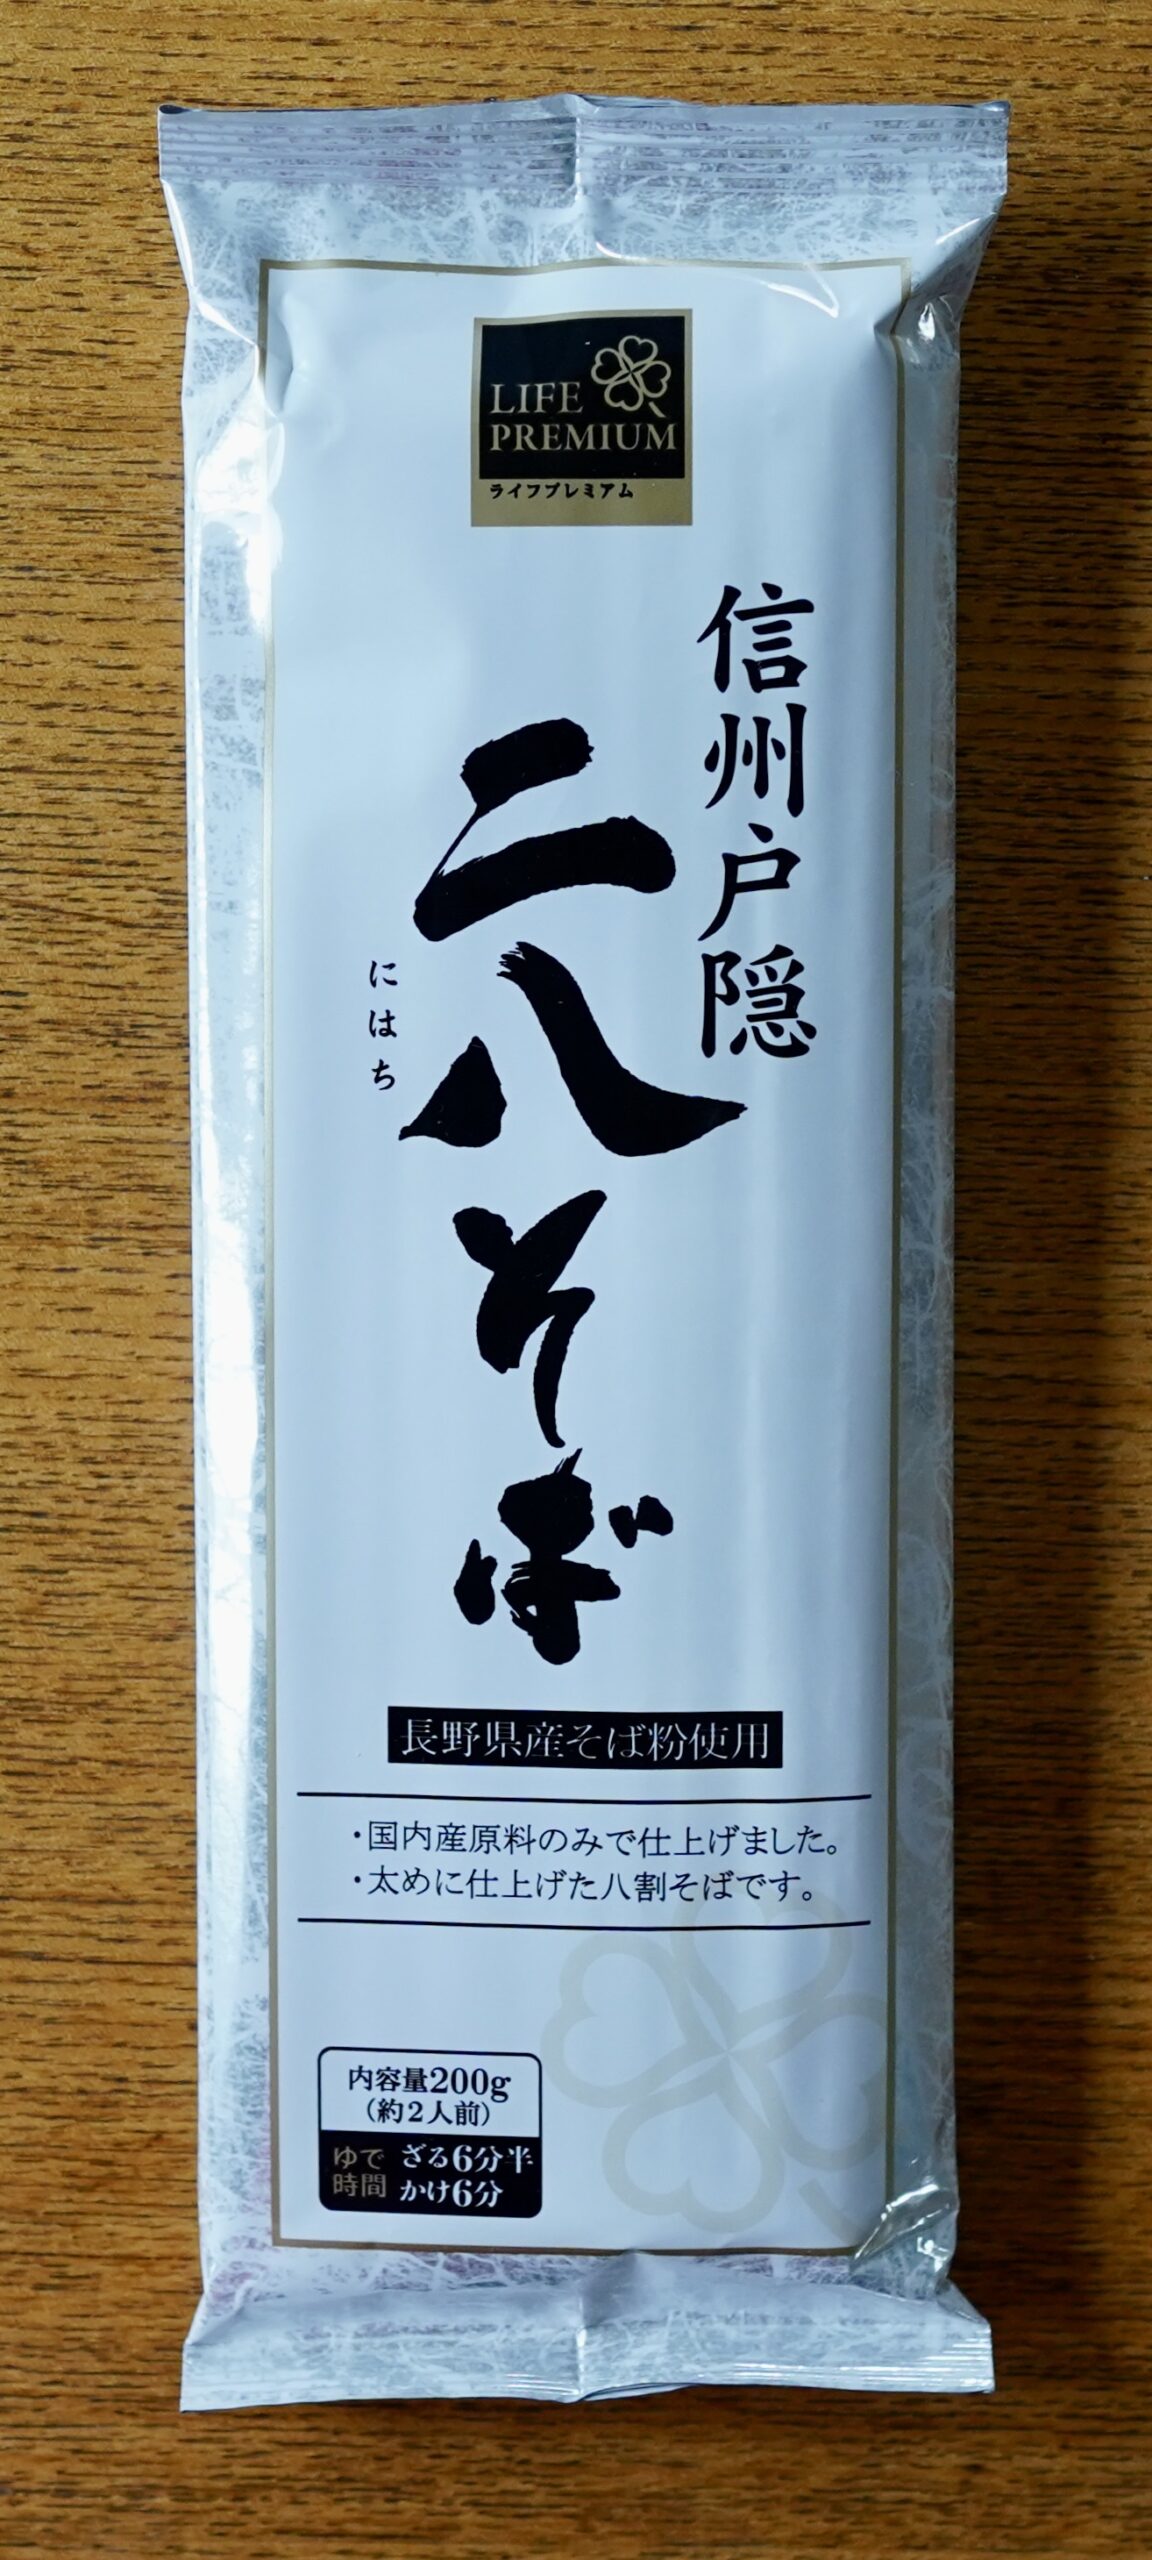 LIFE
PREMIUM
ライフプレミアム
信州戸隠
二八そば
にはち
長野県産そば粉使用
・国内産原料のみで仕上げました。
・太めに仕上げた八割そばです。
内容量200g
（約2人前）
ゆで時間
ざる6分半
かけ6分